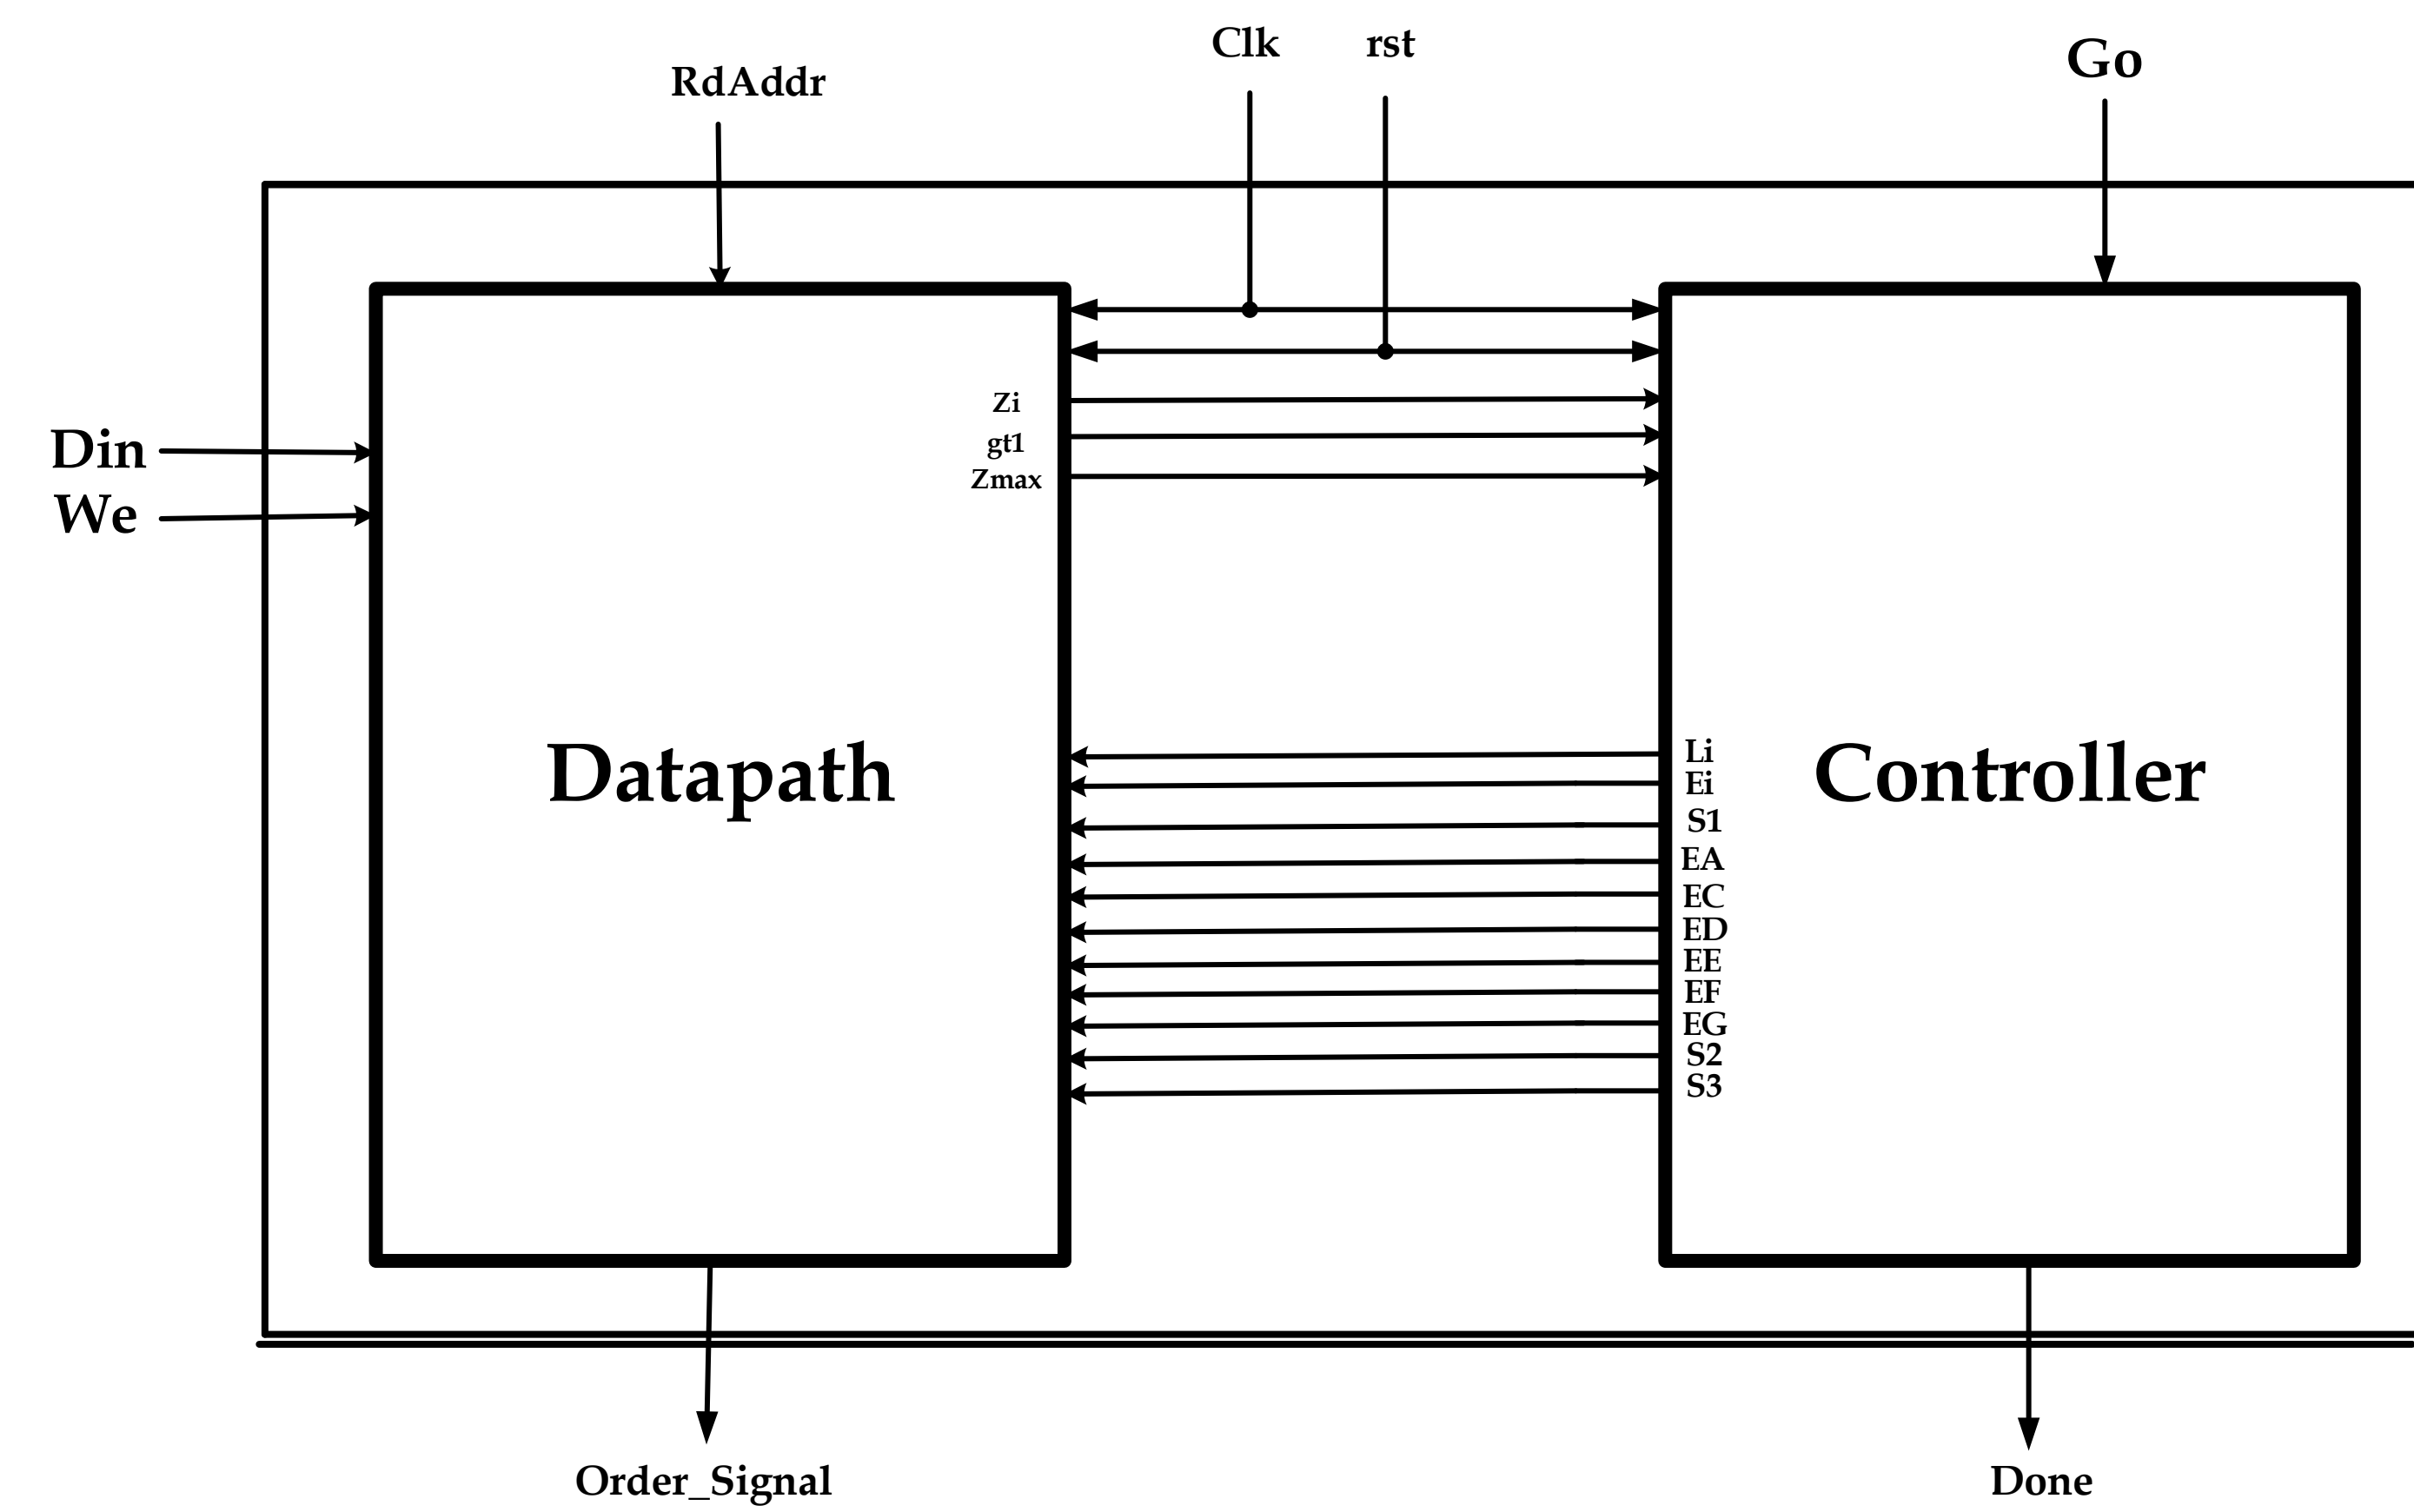 Clk
rst
Go
RdAddr
Zi
gt1
Zmax
Din
We
Datapath
Controller
Li
Ei
S1
EA
EC
ED
EE
EF
EG
S2
S3
Order_Signal
Done